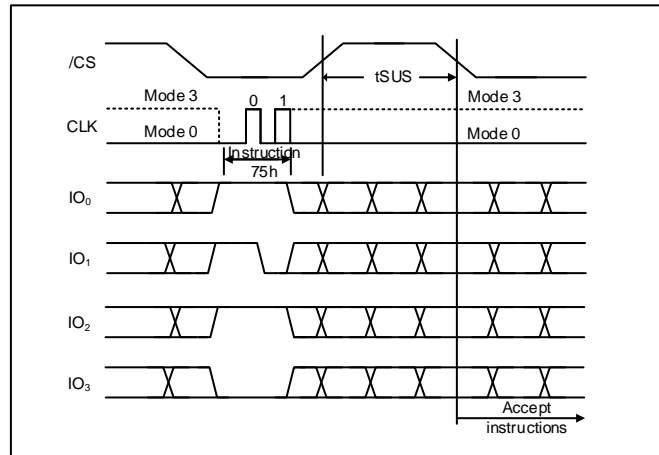 /CS
tSUS
Mode 3 0 1 Mode 3
CLK
Mode 0 Mode 0
Instruction
75h
IO₀
IO₁
IO₂
IO₃
Accept
instructions